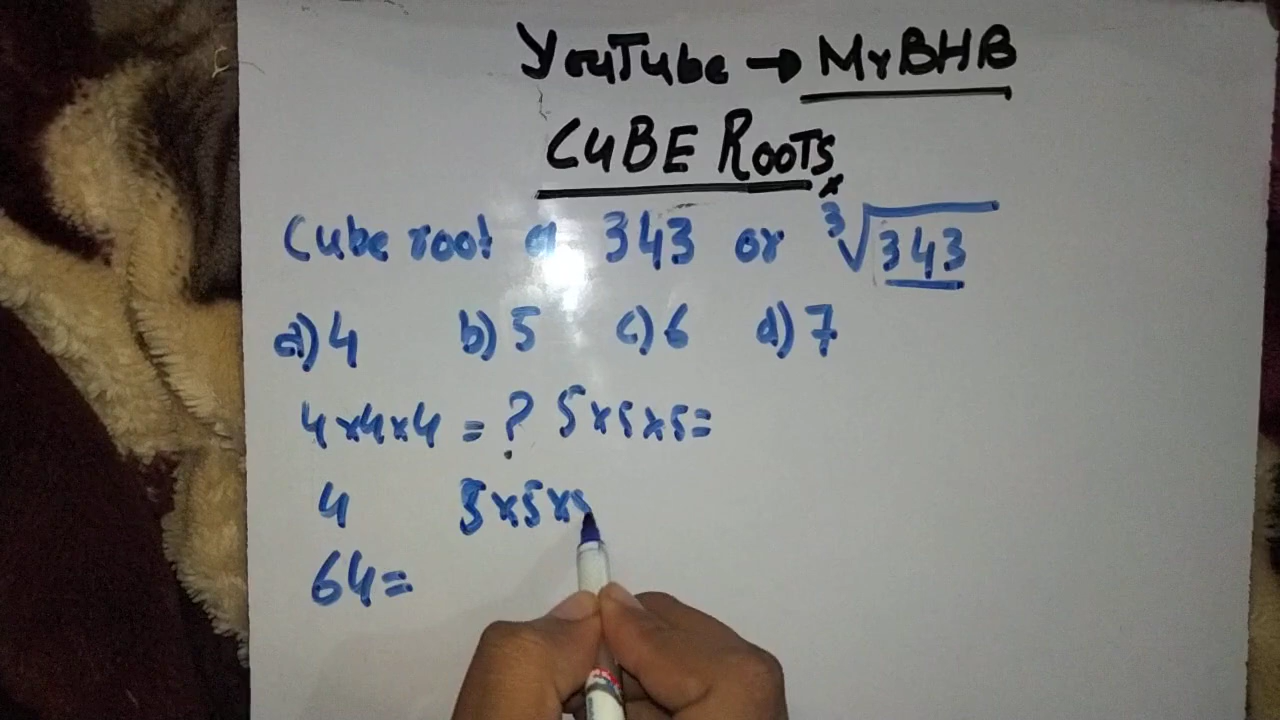 YouTube → MrBHB
CUBE ROOTS
Cube root of 343 or ³√343
a) 4 b) 5 c) 6 d) 7
4×4×4 = ? 5×5×5=
4 5×5×5
64=